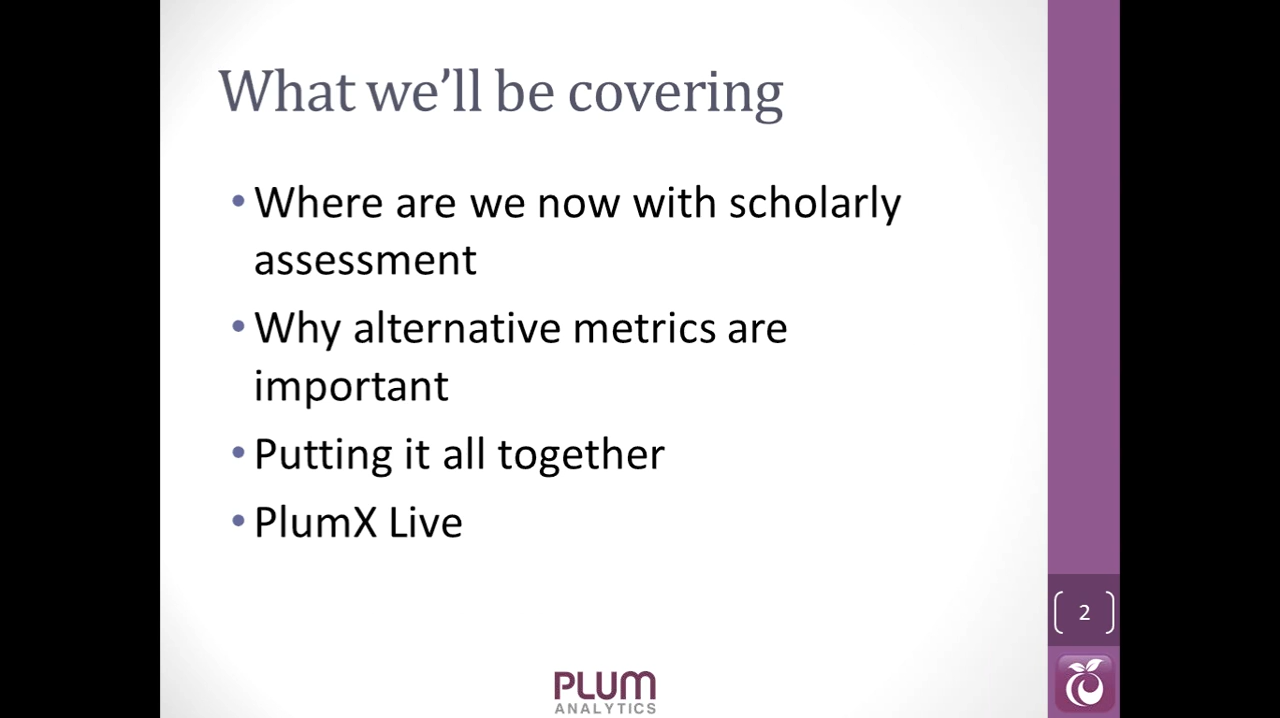 What we'll be covering
• Where are we now with scholarly
assessment
• Why alternative metrics are
important
• Putting it all together
• PlumX Live
2
PLUM
ANALYTICS